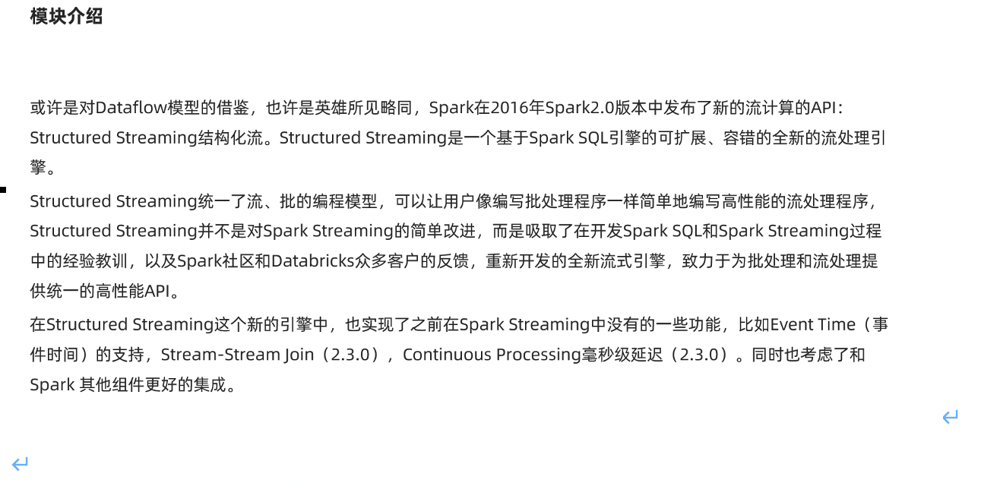 模块介绍
或许是对Dataflow模型的借鉴，也许是英雄所见略同，Spark在2016年Spark2.0版本中发布了新的流计算的API：
Structured Streaming结构化流。Structured Streaming是一个基于Spark SQL引擎的可扩展、容错的全新的流处理引
擎。
Structured Streaming统一了流、批的编程模型，可以让用户像编写批处理程序一样简单地编写高性能的流处理程序，
Structured Streaming并不是对Spark Streaming的简单改进，而是吸取了在开发Spark SQL和Spark Streaming过程
中的经验教训，以及Spark社区和Databricks众多客户的反馈，重新开发的全新流式引擎，致力于为批处理和流处理提
供统一的高性能API。
在Structured Streaming这个新的引擎中，也实现了之前在Spark Streaming中没有的一些功能，比如Event Time（事
件时间）的支持，Stream-Stream Join（2.3.0），Continuous Processing毫秒级延迟（2.3.0）。同时也考虑了和
Spark 其他组件更好的集成。